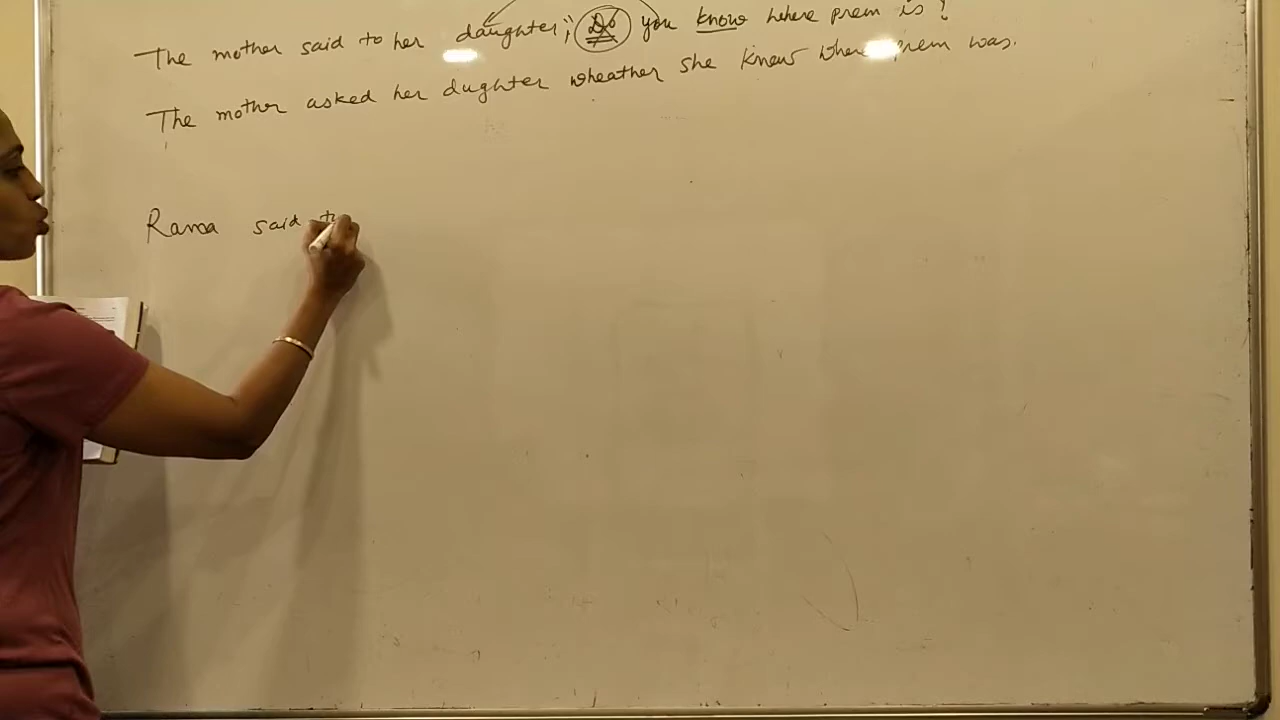 The mother said to her daughter, "Do you know where prem is?
The mother asked her dughter wheather she knew where prem was.
Rama said t